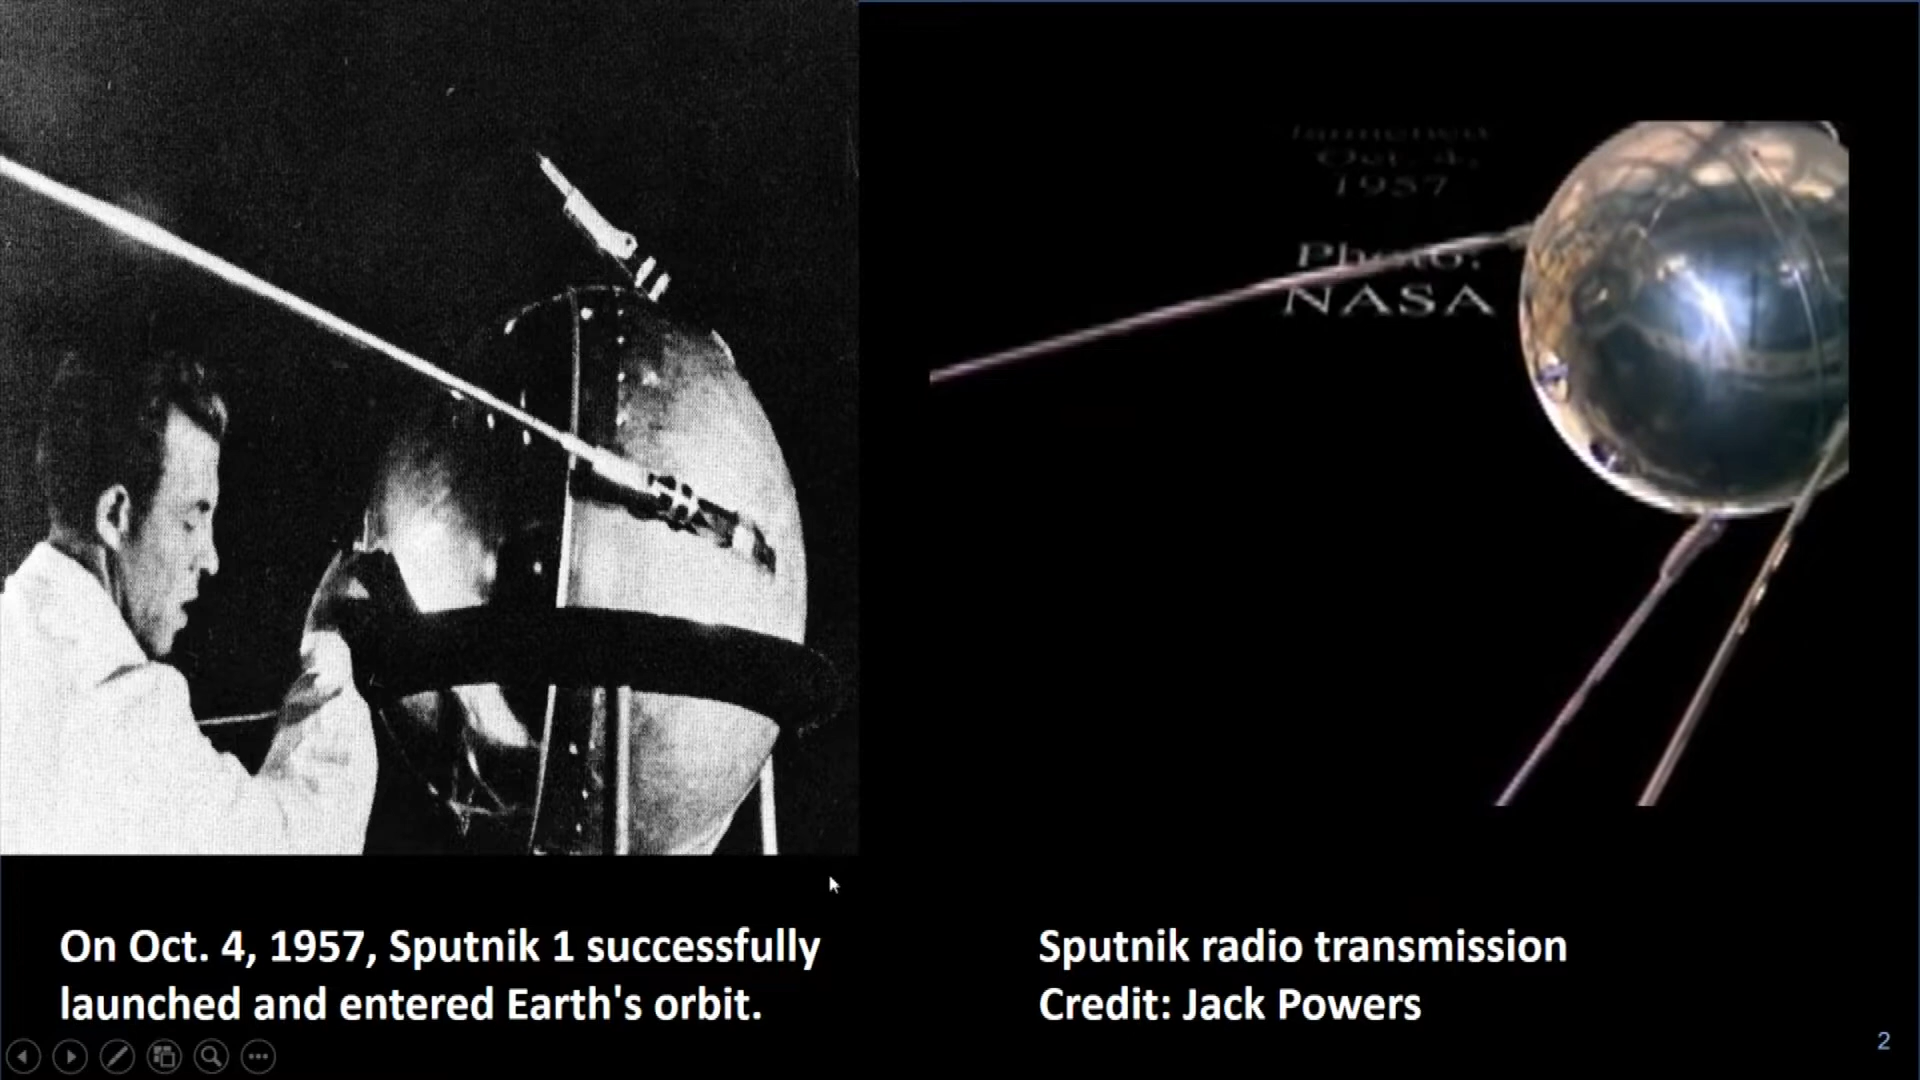 launched
Oct. 4,
1957
Photo:
NASA
On Oct. 4, 1957, Sputnik 1 successfully
launched and entered Earth's orbit.
Sputnik radio transmission
Credit: Jack Powers
2